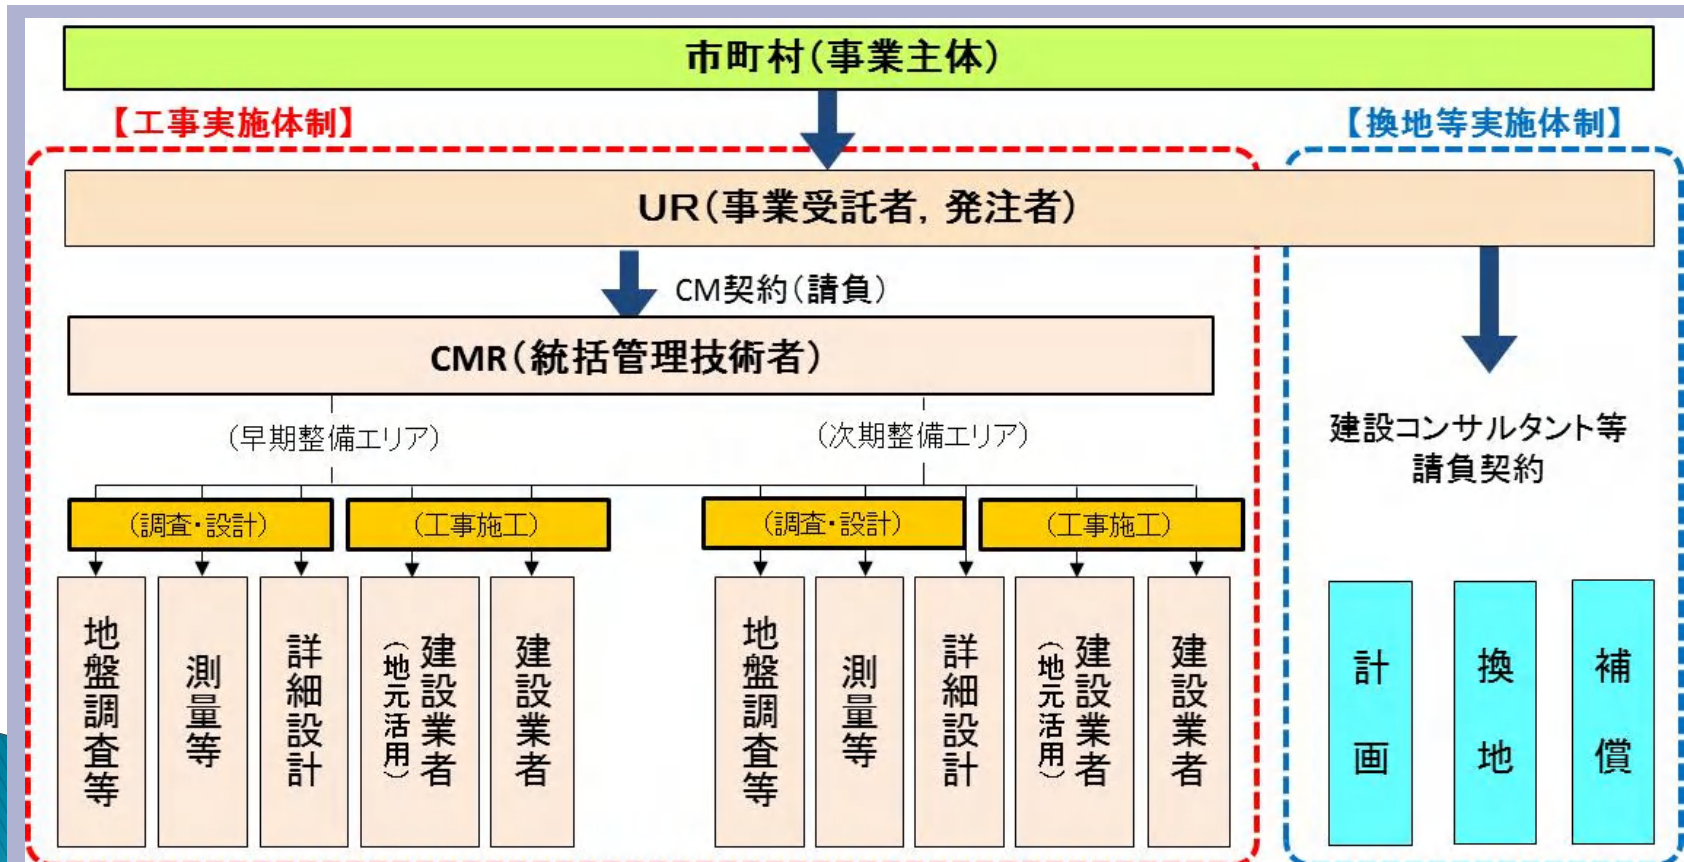 市町村（事業主体）
【工事実施体制】
【換地等実施体制】
UR（事業受託者，発注者）
CM契約（請負）
CMR（統括管理技術者）
（早期整備エリア）
（次期整備エリア）
建設コンサルタント等
請負契約
（調査・設計）
（工事施工）
（調査・設計）
（工事施工）
地盤調査等
測量等
詳細設計
建設業者
（地元活用）
建設業者
地盤調査等
測量等
詳細設計
建設業者
（地元活用）
建設業者
計画
換地
補償